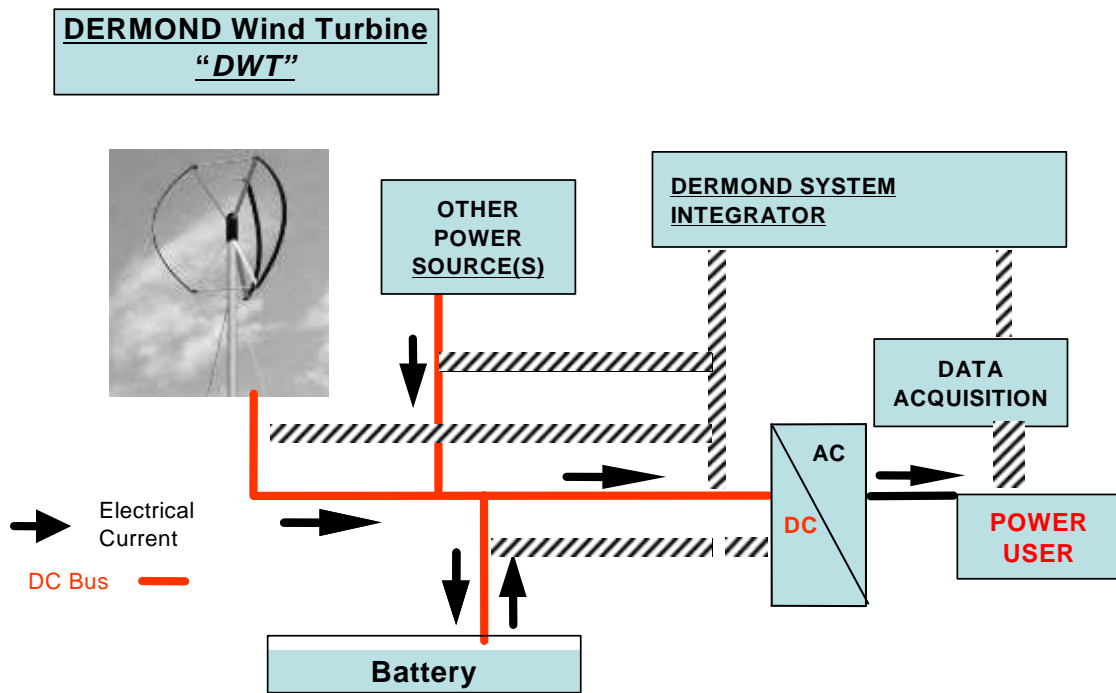 DERMOND Wind Turbine
“DWT”
OTHER
POWER
SOURCE(S)
DERMOND SYSTEM
INTEGRATOR
DATA
ACQUISITION
AC
DC
POWER
USER
Electrical
Current
DC Bus
Battery